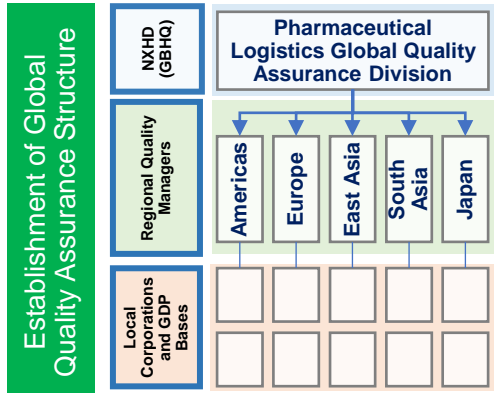 Establishment of Global
Quality Assurance Structure
NXHD
(GBHQ)
Pharmaceutical
Logistics Global Quality
Assurance Division
Regional Quality
Managers
Americas
Europe
East Asia
South
Asia
Japan
Local
Corporations
and GDP
Bases